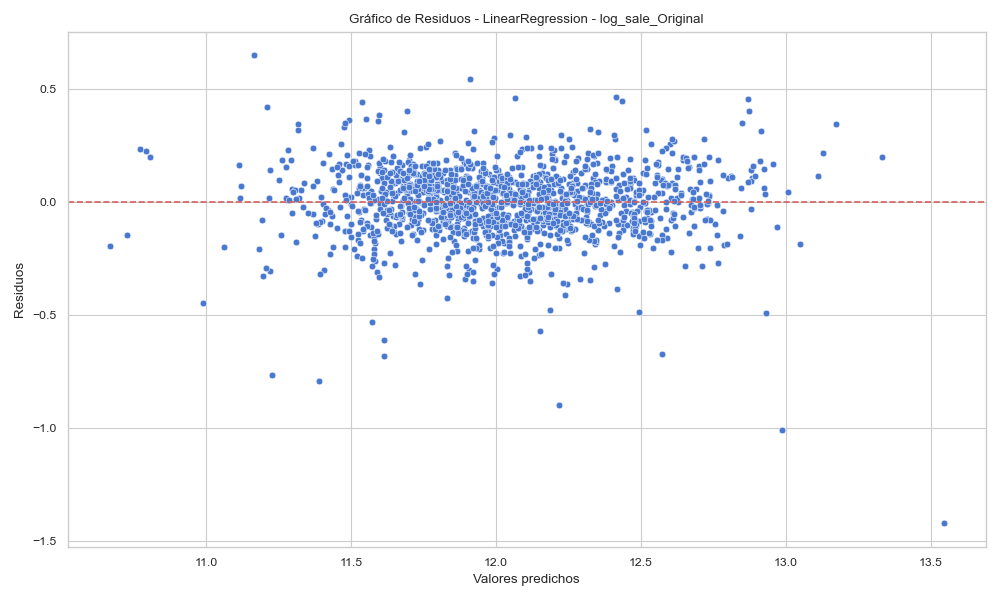 Gráfico de Residuos - LinearRegression - log_sale_Original
Residuos
0.5
0.0
−0.5
−1.0
−1.5
11.0 11.5 12.0 12.5 13.0 13.5
Valores predichos